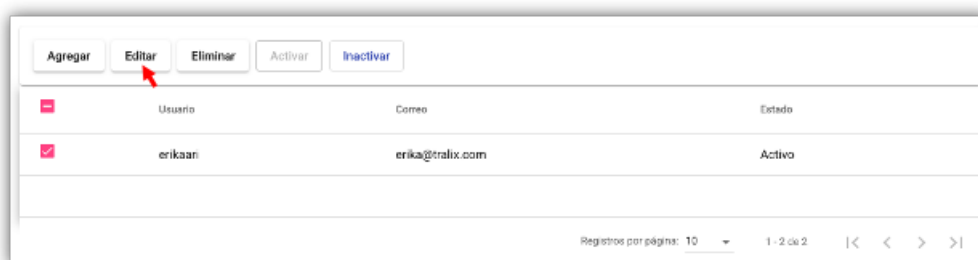 Agregar Editar Eliminar Activar Inactivar
Usuario Correo Estado
erikaari erika@tralix.com Activo
Registros por página: 10 1 - 2 de 2